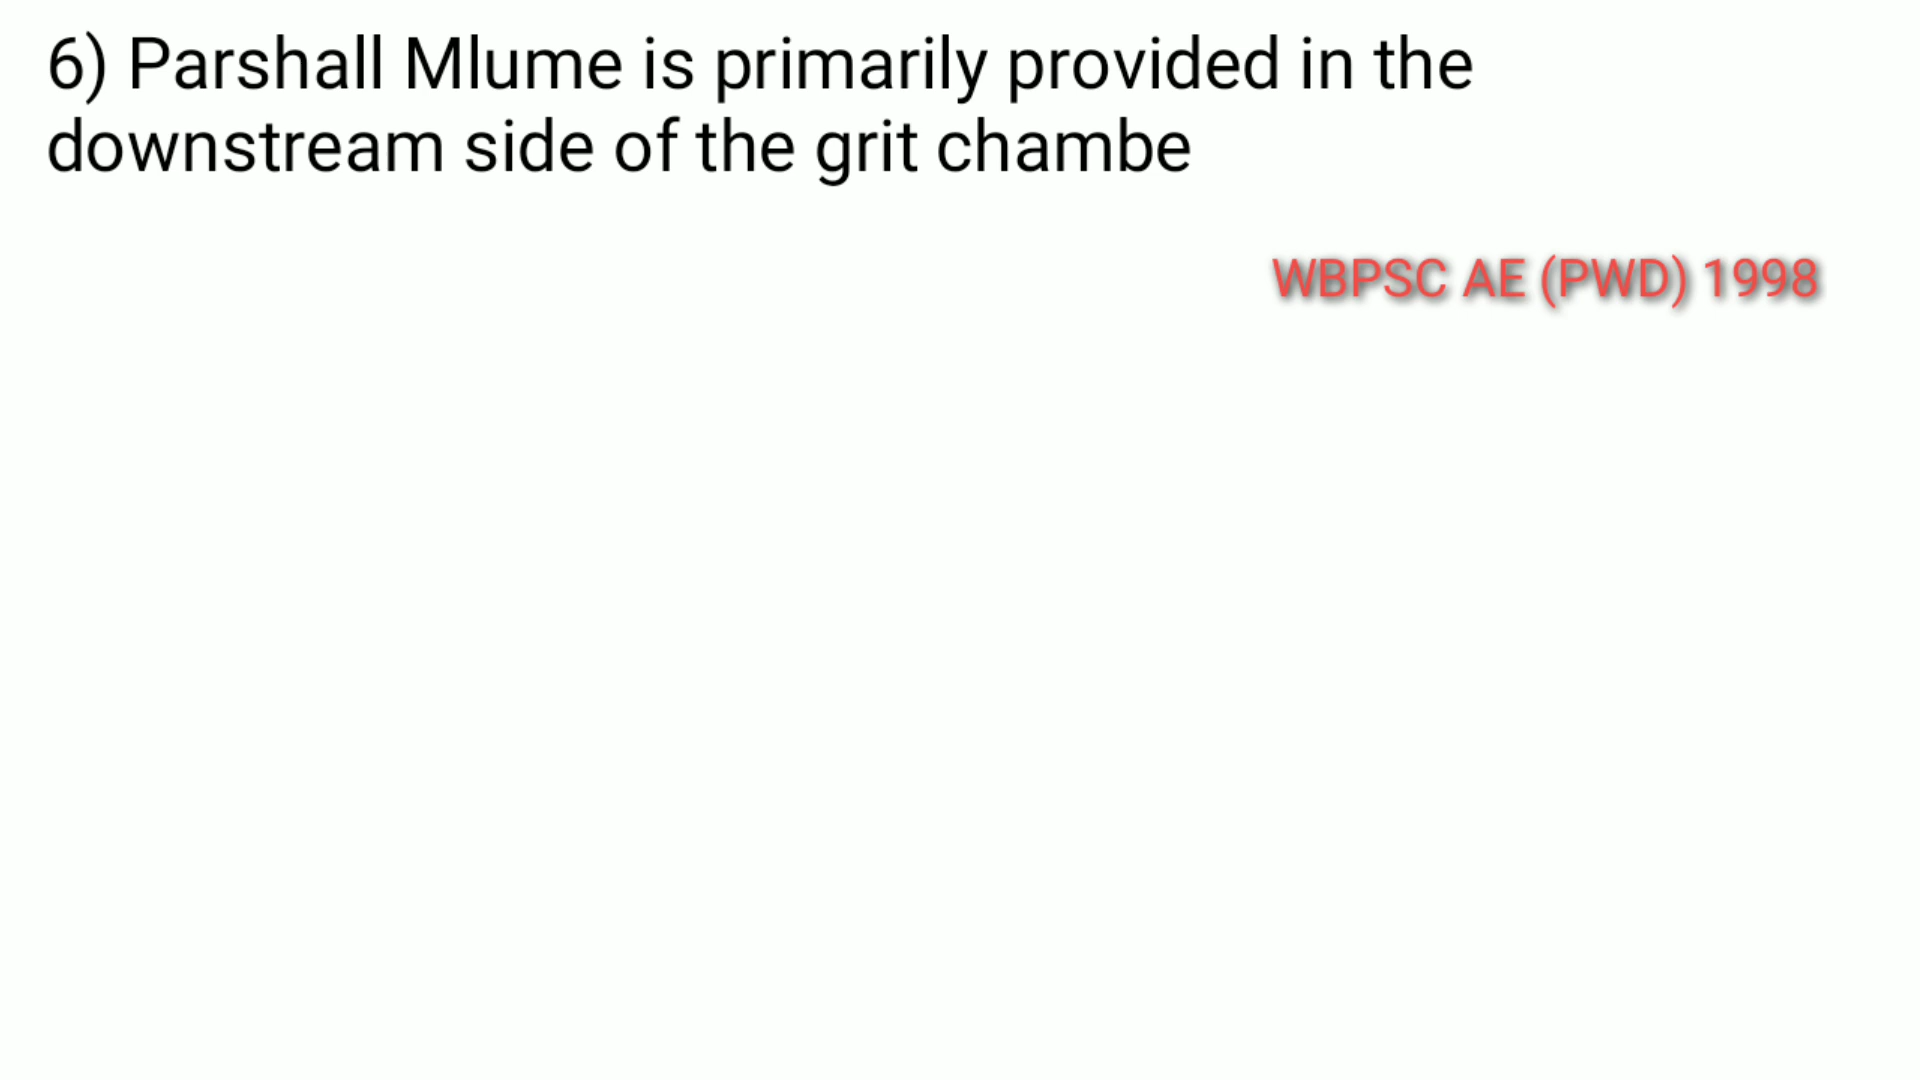 6) Parshall Mlume is primarily provided in the
downstream side of the grit chambe
WBPSC AE (PWD) 1998